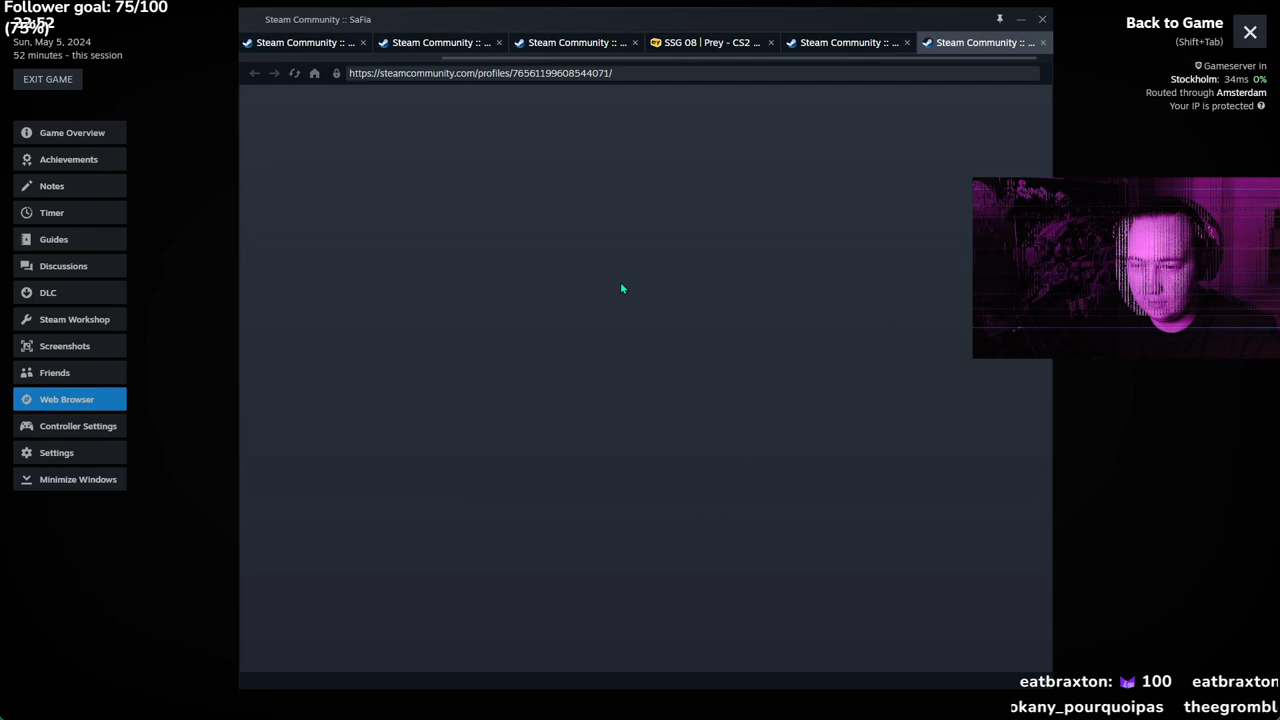 Follower goal: 75/100
(75%)
22:52
Sun, May 5, 2024
52 minutes - this session
EXIT GAME
Game Overview
Achievements
Notes
Timer
Guides
Discussions
DLC
Steam Workshop
Screenshots
Friends
Web Browser
Controller Settings
Settings
Minimize Windows
Steam Community :: SaFia
Steam Community :: ...
Steam Community :: ...
Steam Community :: ...
SSG 08 | Prey - CS2 ...
Steam Community :: ...
Steam Community :: ...
https://steamcommunity.com/profiles/76561199608544071/
Back to Game
(Shift+Tab)
Gameserver in
Stockholm: 34ms 0%
Routed through Amsterdam
Your IP is protected
eatbraxton: 100 eatbraxton
okany_pourquoipas theegrombl